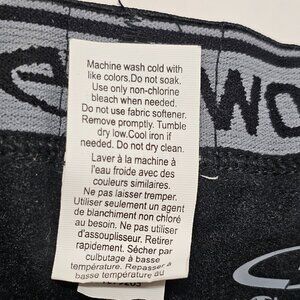 Machine wash cold with
like colors.Do not soak.
Use only non-chlorine
bleach when needed.
Do not use fabric softener.
Remove promptly. Tumble
dry low.Cool iron if
needed. Do not dry clean.
Laver à la machine à
l'eau froide avec des
couleurs similaires.
Ne pas laisser tremper.
Utiliser seulement un agent
de blanchiment non chloré
au besoin. Ne pas utiliser
d'assouplisseur. Retirer
rapidement. Sécher par
culbutage à basse
température. Repasser à
basse température.